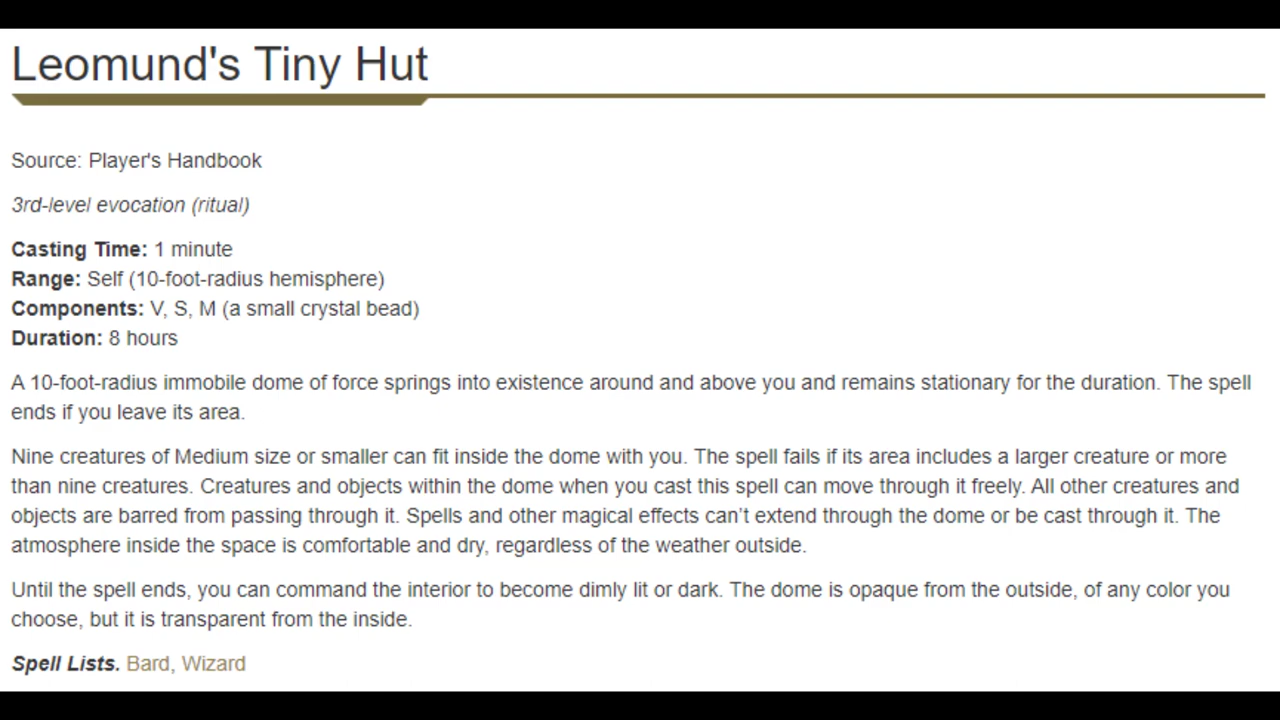 Leomund's Tiny Hut
Source: Player's Handbook
3rd-level evocation (ritual)
Casting Time: 1 minute
Range: Self (10-foot-radius hemisphere)
Components: V, S, M (a small crystal bead)
Duration: 8 hours
A 10-foot-radius immobile dome of force springs into existence around and above you and remains stationary for the duration. The spell
ends if you leave its area.
Nine creatures of Medium size or smaller can fit inside the dome with you. The spell fails if its area includes a larger creature or more
than nine creatures. Creatures and objects within the dome when you cast this spell can move through it freely. All other creatures and
objects are barred from passing through it. Spells and other magical effects can’t extend through the dome or be cast through it. The
atmosphere inside the space is comfortable and dry, regardless of the weather outside.
Until the spell ends, you can command the interior to become dimly lit or dark. The dome is opaque from the outside, of any color you
choose, but it is transparent from the inside.
Spell Lists. Bard, Wizard